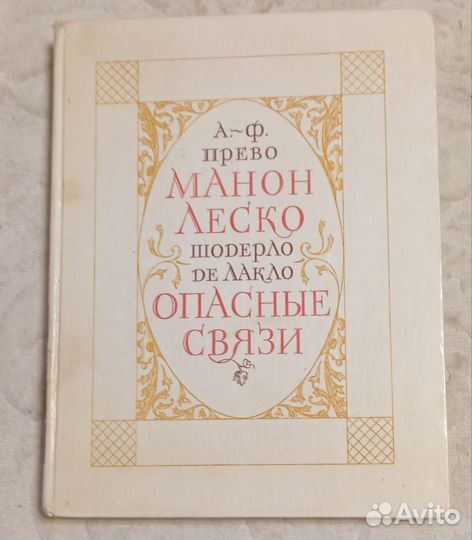 А~Ф.
ПРЕВО
МАНОН
ЛЕСКО
ШОДЕРЛО
ДЕ ЛАКЛО
ОПАСНЫЕ
СВЯЗИ
Avito